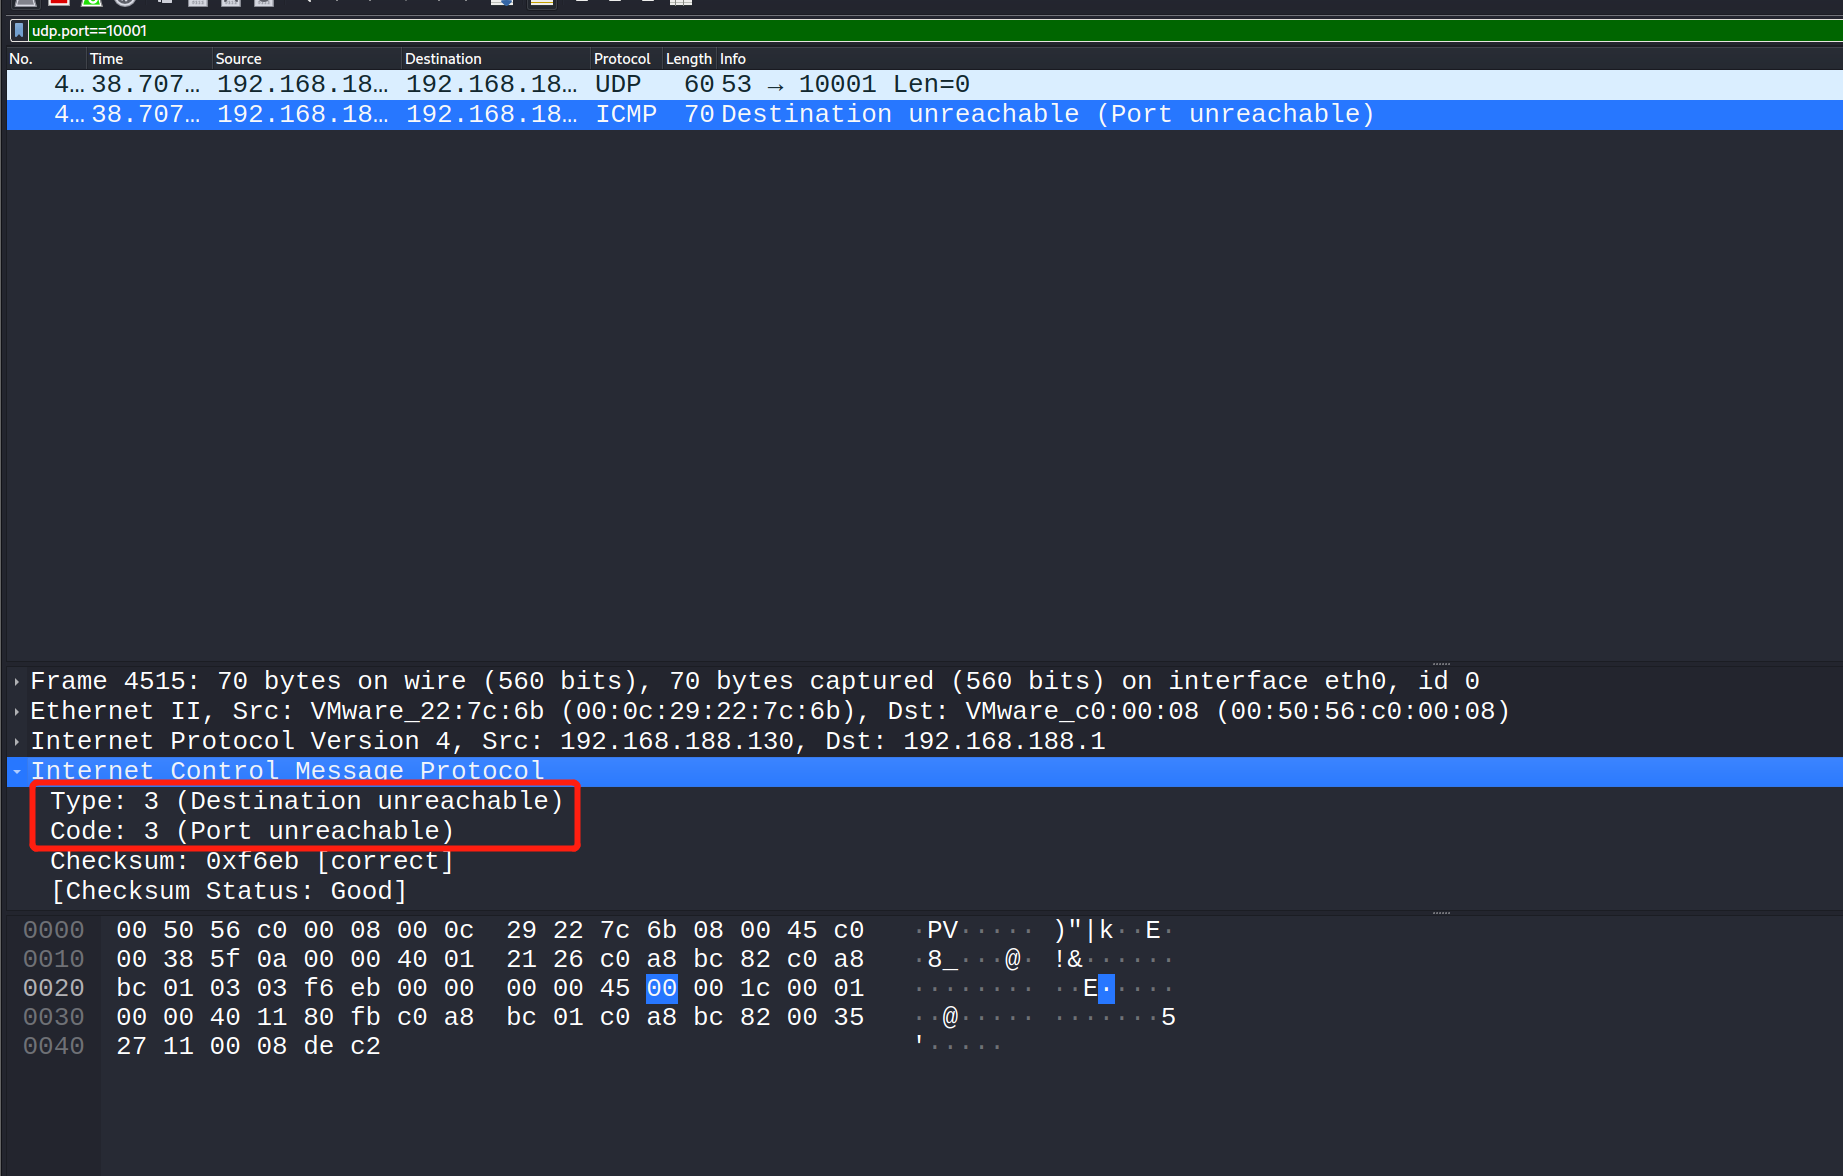 udp.port==10001
No. Time Source Destination Protocol Length Info
4… 38.707… 192.168.18… 192.168.18… UDP 60 53 → 10001 Len=0
4… 38.707… 192.168.18… 192.168.18… ICMP 70 Destination unreachable (Port unreachable)
Frame 4515: 70 bytes on wire (560 bits), 70 bytes captured (560 bits) on interface eth0, id 0
Ethernet II, Src: VMware_22:7c:6b (00:0c:29:22:7c:6b), Dst: VMware_c0:00:08 (00:50:56:c0:00:08)
Internet Protocol Version 4, Src: 192.168.188.130, Dst: 192.168.188.1
Internet Control Message Protocol
Type: 3 (Destination unreachable)
Code: 3 (Port unreachable)
Checksum: 0xf6eb [correct]
[Checksum Status: Good]
0000 00 50 56 c0 00 08 00 0c 29 22 7c 6b 08 00 45 c0 ·PV····· )"|k··E·
0010 00 38 5f 0a 00 00 40 01 21 26 c0 a8 bc 82 c0 a8 ·8_···@· !&······
0020 bc 01 03 03 f6 eb 00 00 00 00 45 00 00 1c 00 01 ········ ··E·····
0030 00 00 40 11 80 fb c0 a8 bc 01 c0 a8 bc 82 00 35 ··@····· ·······5
0040 27 11 00 08 de c2 '·····